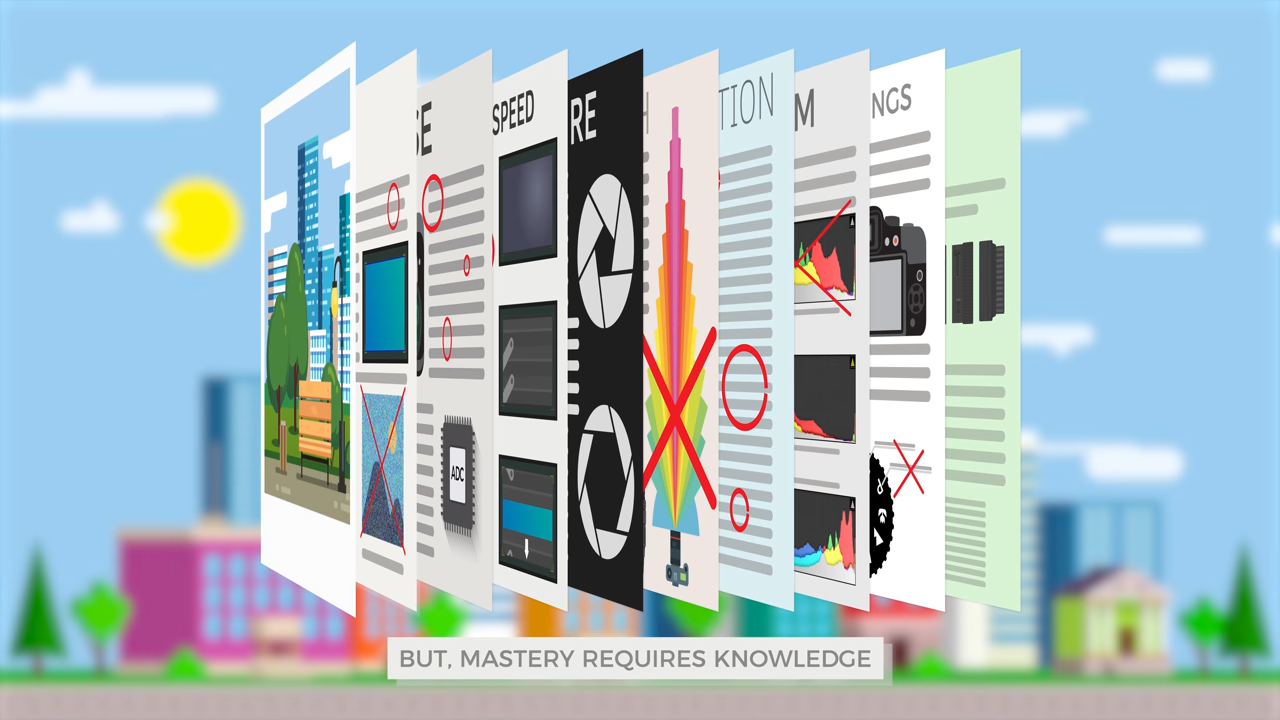 SE
SPEED
RE
H
TION
M
NGS
ADC
BUT, MASTERY REQUIRES KNOWLEDGE